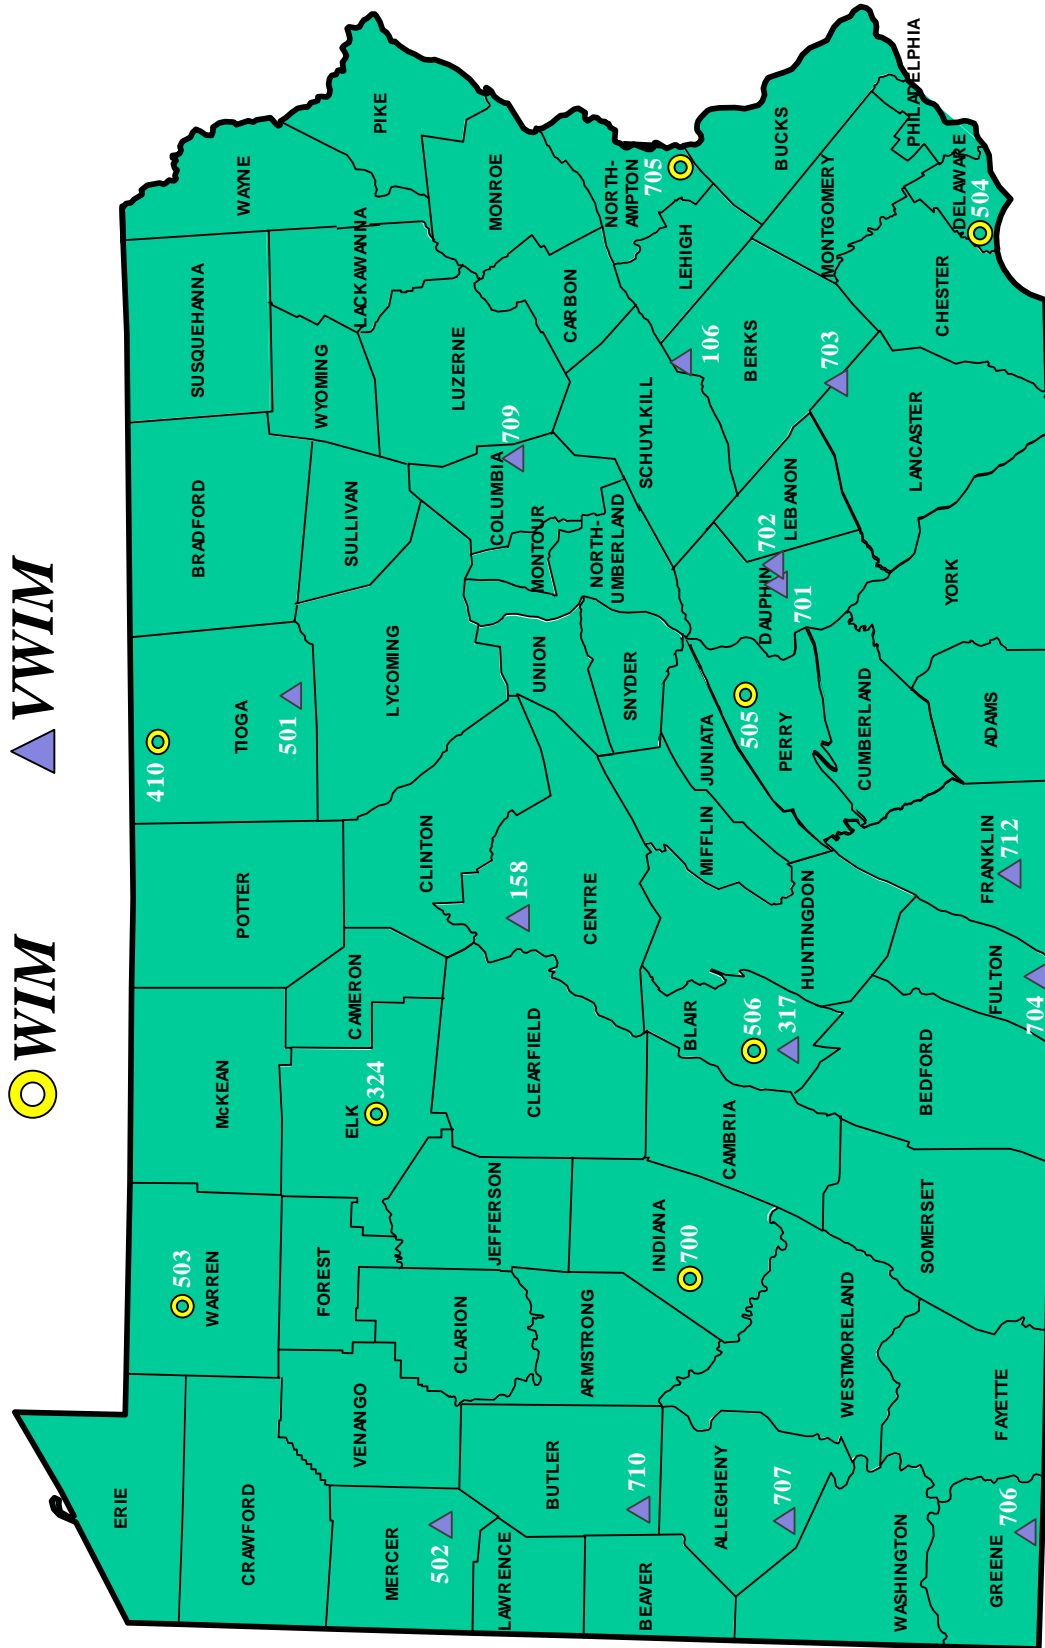 WIM
VWIM
ERIE
CRAWFORD
WARREN
503
McKEAN
POTTER
410
TIOGA
501
BRADFORD
SUSQUEHANNA
WAYNE
PIKE
MERCER
502
VENANGO
FOREST
ELK
324
CAMERON
CLINTON
LYCOMING
SULLIVAN
WYOMING
LACKAWANNA
LUZERNE
MONROE
LAWRENCE
BUTLER
710
CLARION
JEFFERSON
CLEARFIELD
CENTRE
158
UNION
MONTOUR
COLUMBIA
709
NORTH-
UMBERLAND
SNYDER
SCHUYLKILL
CARBON
NORTH-
AMPTON
705
LEHIGH
106
BEAVER
ALLEGHENY
707
ARMSTRONG
INDIANA
700
CAMBRIA
BLAIR
506
317
HUNTINGDON
MIFFLIN
JUNIATA
PERRY
505
DAUPHIN
701
702
LEBANON
BERKS
703
MONTGOMERY
BUCKS
PHILADELPHIA
WASHINGTON
GREENE
706
FAYETTE
WESTMORELAND
SOMERSET
BEDFORD
FULTON
704
FRANKLIN
712
CUMBERLAND
ADAMS
YORK
LANCASTER
CHESTER
DELAWARE
504